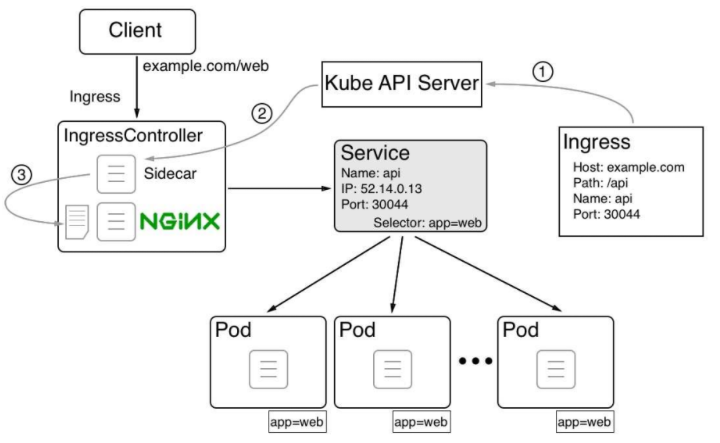 Client
example.com/web
Ingress
IngressController
Sidecar
NGINX
Kube API Server
①
②
③
Ingress
Host: example.com
Path: /api
Name: api
Port: 30044
Service
Name: api
IP: 52.14.0.13
Port: 30044
Selector: app=web
Pod
app=web
Pod
app=web
Pod
app=web